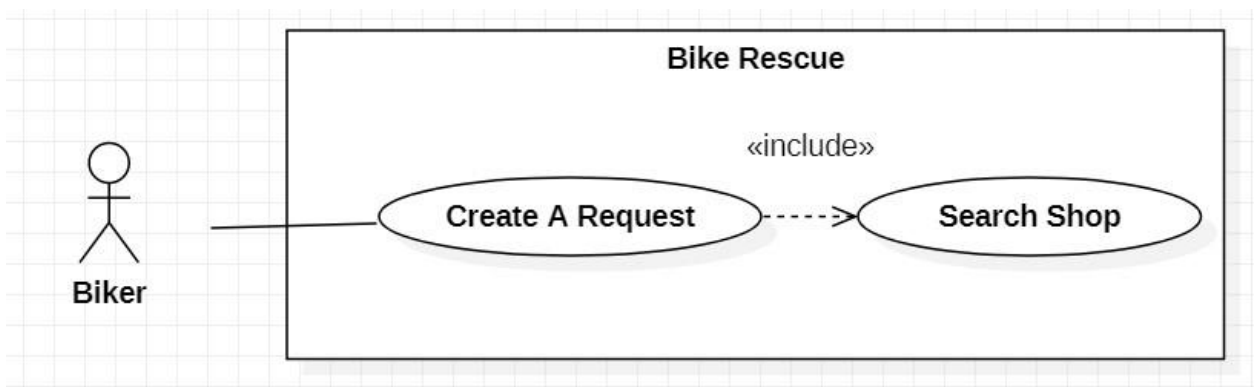 Bike Rescue
«include»
Create A Request
Search Shop
Biker